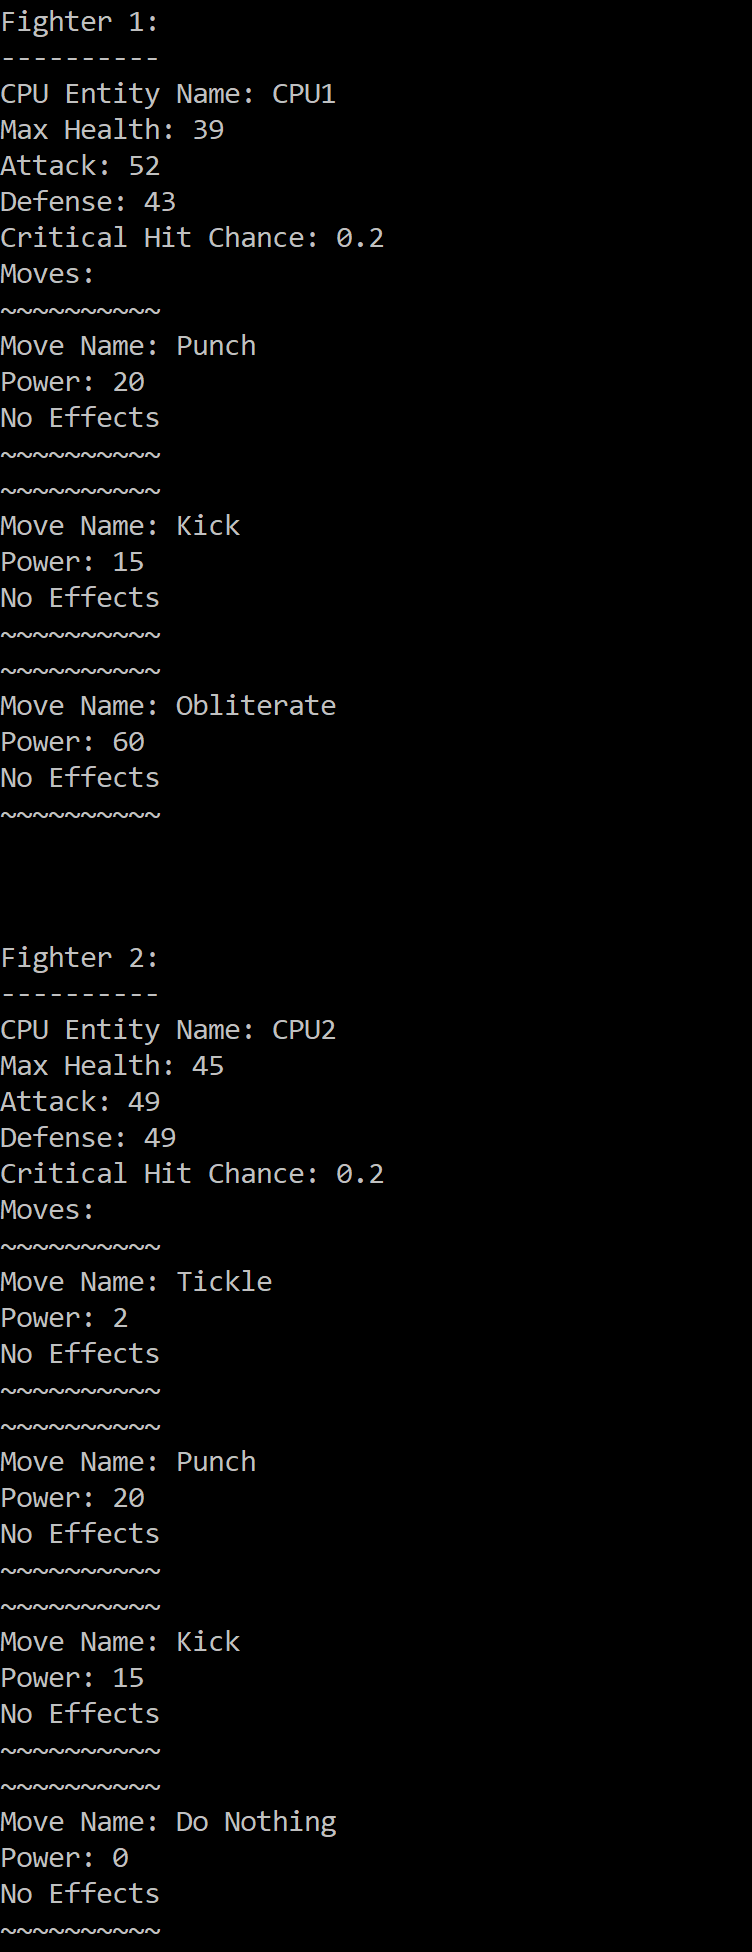 Fighter 1:
----------
CPU Entity Name: CPU1
Max Health: 39
Attack: 52
Defense: 43
Critical Hit Chance: 0.2
Moves:
~~~~~~~~~~
Move Name: Punch
Power: 20
No Effects
~~~~~~~~~~
~~~~~~~~~~
Move Name: Kick
Power: 15
No Effects
~~~~~~~~~~
~~~~~~~~~~
Move Name: Obliterate
Power: 60
No Effects
~~~~~~~~~~
Fighter 2:
----------
CPU Entity Name: CPU2
Max Health: 45
Attack: 49
Defense: 49
Critical Hit Chance: 0.2
Moves:
~~~~~~~~~~
Move Name: Tickle
Power: 2
No Effects
~~~~~~~~~~
~~~~~~~~~~
Move Name: Punch
Power: 20
No Effects
~~~~~~~~~~
~~~~~~~~~~
Move Name: Kick
Power: 15
No Effects
~~~~~~~~~~
~~~~~~~~~~
Move Name: Do Nothing
Power: 0
No Effects
~~~~~~~~~~